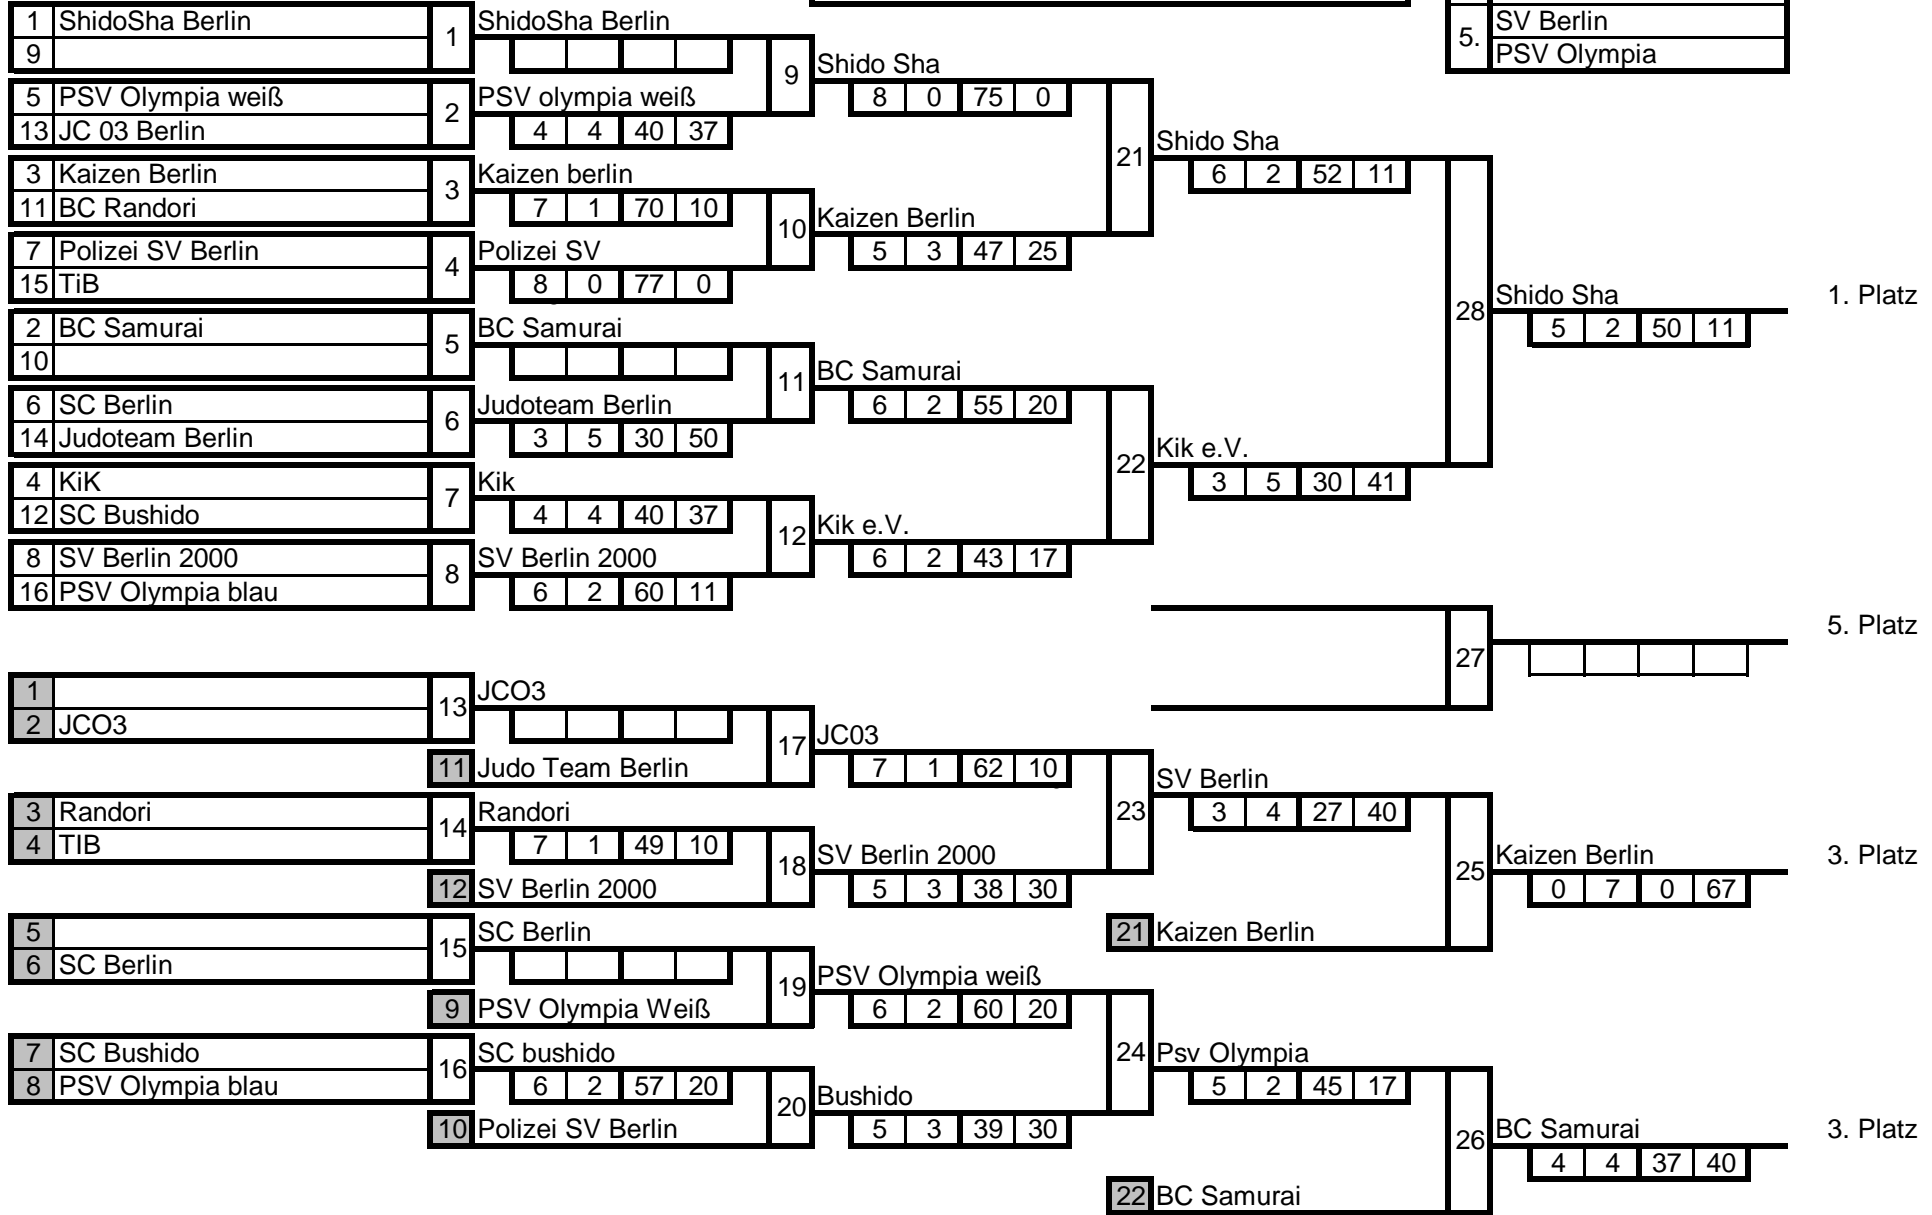 1 ShidoSha Berlin 1 ShidoSha Berlin 5. SV Berlin
9 9 Shido Sha PSV Olympia
5 PSV Olympia weiß 2 PSV olympia weiß 8 0 75 0
13 JC 03 Berlin 4 4 40 37 21 Shido Sha
3 Kaizen Berlin 3 Kaizen berlin 6 2 52 11
11 BC Randori 7 1 70 10 10 Kaizen Berlin
7 Polizei SV Berlin 4 Polizei SV 5 3 47 25
15 TiB 8 0 77 0 28 Shido Sha 1. Platz
2 BC Samurai 5 BC Samurai 5 2 50 11
10 11 BC Samurai
6 SC Berlin 6 Judoteam Berlin 6 2 55 20
14 Judoteam Berlin 3 5 30 50 22 Kik e.V.
4 KiK 7 Kik 3 5 30 41
12 SC Bushido 4 4 40 37 12 Kik e.V.
8 SV Berlin 2000 8 SV Berlin 2000 6 2 43 17
16 PSV Olympia blau 6 2 60 11
5. Platz
27
1 13 JCO3
2 JCO3 17 JC03
11 Judo Team Berlin 7 1 62 10 SV Berlin
3 Randori 14 Randori 23 3 4 27 40
4 TIB 7 1 49 10 18 SV Berlin 2000 25 Kaizen Berlin 3. Platz
12 SV Berlin 2000 5 3 38 30 0 7 0 67
5 15 SC Berlin 21 Kaizen Berlin
6 SC Berlin 19 PSV Olympia weiß
9 PSV Olympia Weiß 6 2 60 20
7 SC Bushido 16 SC bushido 24 Psv Olympia
8 PSV Olympia blau 6 2 57 20 20 Bushido 5 2 45 17
10 Polizei SV Berlin 5 3 39 30 26 BC Samurai 3. Platz
4 4 37 40
22 BC Samurai